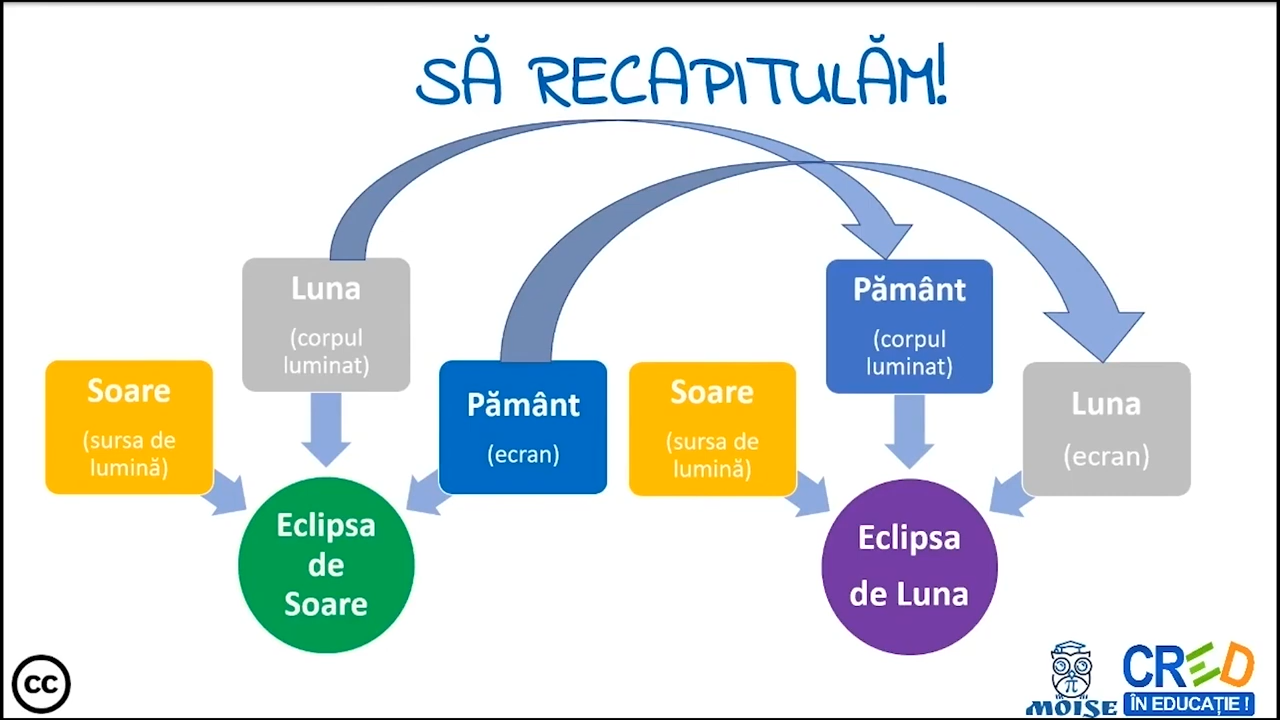 SĂ RECAPITULĂM!
Luna
(corpul
luminat)
Soare
(sursa de
lumină)
Pământ
(ecran)
Eclipsa
de
Soare
Pământ
(corpul
luminat)
Soare
(sursa de
lumină)
Luna
(ecran)
Eclipsa
de Luna
cc
π
MOISE
CRED
ÎN EDUCAȚIE !